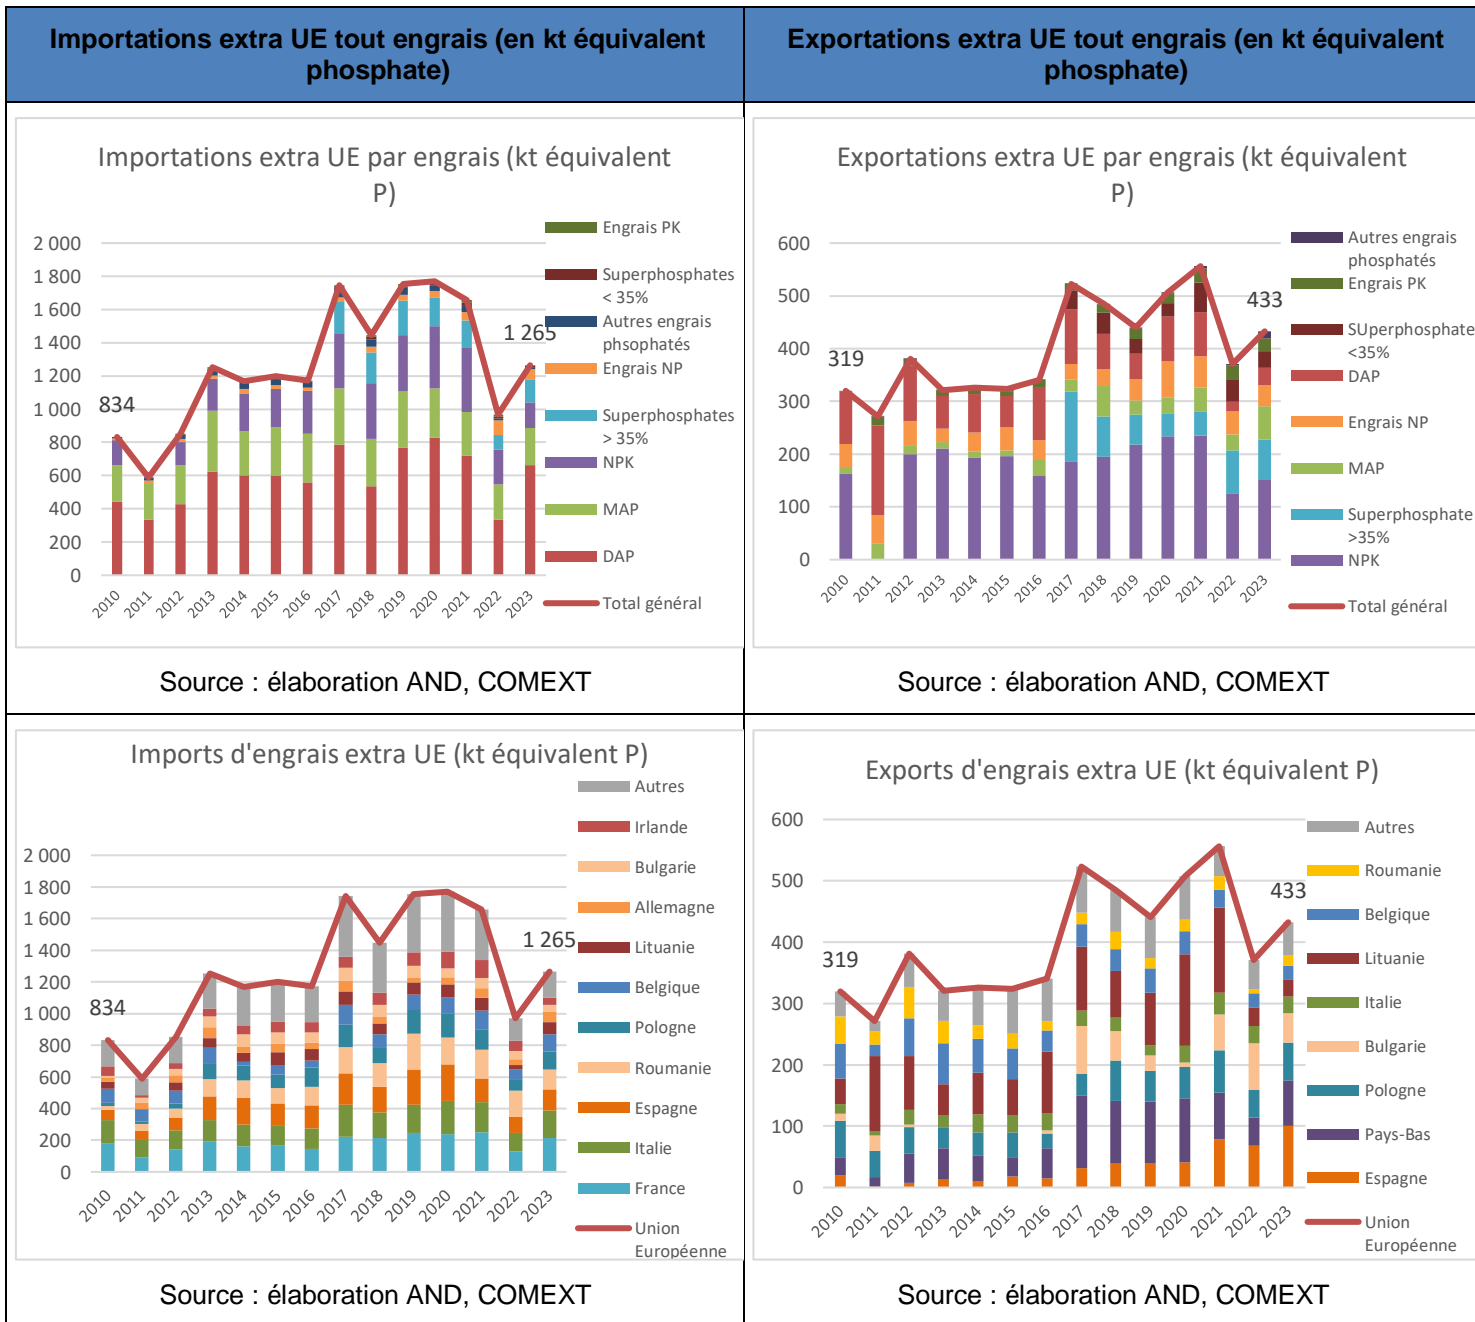 Importations extra UE tout engrais (en kt équivalent
phosphate)
Exportations extra UE tout engrais (en kt équivalent
phosphate)
Importations extra UE par engrais (kt équivalent
P)
2 000
1 800
1 600
1 400
1 200
1 000
800
600
400
200
0
834
1 265
2010
2011
2012
2013
2014
2015
2016
2017
2018
2019
2020
2021
2022
2023
Engrais PK
Superphosphates
< 35%
Autres engrais
phsophatés
Engrais NP
Superphosphates
> 35%
NPK
MAP
DAP
Total général
Source : élaboration AND, COMEXT
Exportations extra UE par engrais (kt équivalent
P)
600
500
400
300
200
100
0
319
433
2010
2011
2012
2013
2014
2015
2016
2017
2018
2019
2020
2021
2022
2023
Autres engrais
phosphatés
Engrais PK
SUperphosphate
<35%
DAP
Engrais NP
MAP
Superphosphate
>35%
NPK
Total général
Source : élaboration AND, COMEXT
Imports d'engrais extra UE (kt équivalent P)
2 000
1 800
1 600
1 400
1 200
1 000
800
600
400
200
0
834
1 265
2010
2011
2012
2013
2014
2015
2016
2017
2018
2019
2020
2021
2022
2023
Autres
Irlande
Bulgarie
Allemagne
Lituanie
Belgique
Pologne
Roumanie
Espagne
Italie
France
Union
Européenne
Source : élaboration AND, COMEXT
Exports d'engrais extra UE (kt équivalent P)
600
500
400
300
200
100
0
319
433
2010
2011
2012
2013
2014
2015
2016
2017
2018
2019
2020
2021
2022
2023
Autres
Roumanie
Belgique
Lituanie
Italie
Bulgarie
Pologne
Pays-Bas
Espagne
Union
Européenne
Source : élaboration AND, COMEXT